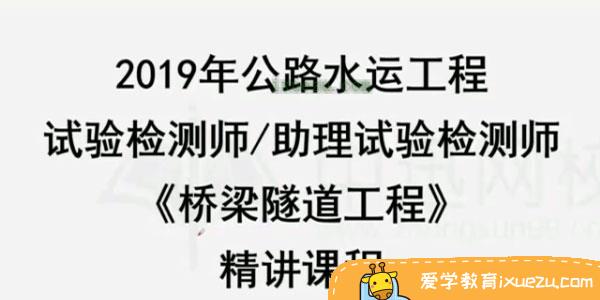 2019年公路水运工程
试验检测师/助理试验检测师
《桥梁隧道工程》
精讲课程
爱学教育ixuezu.com